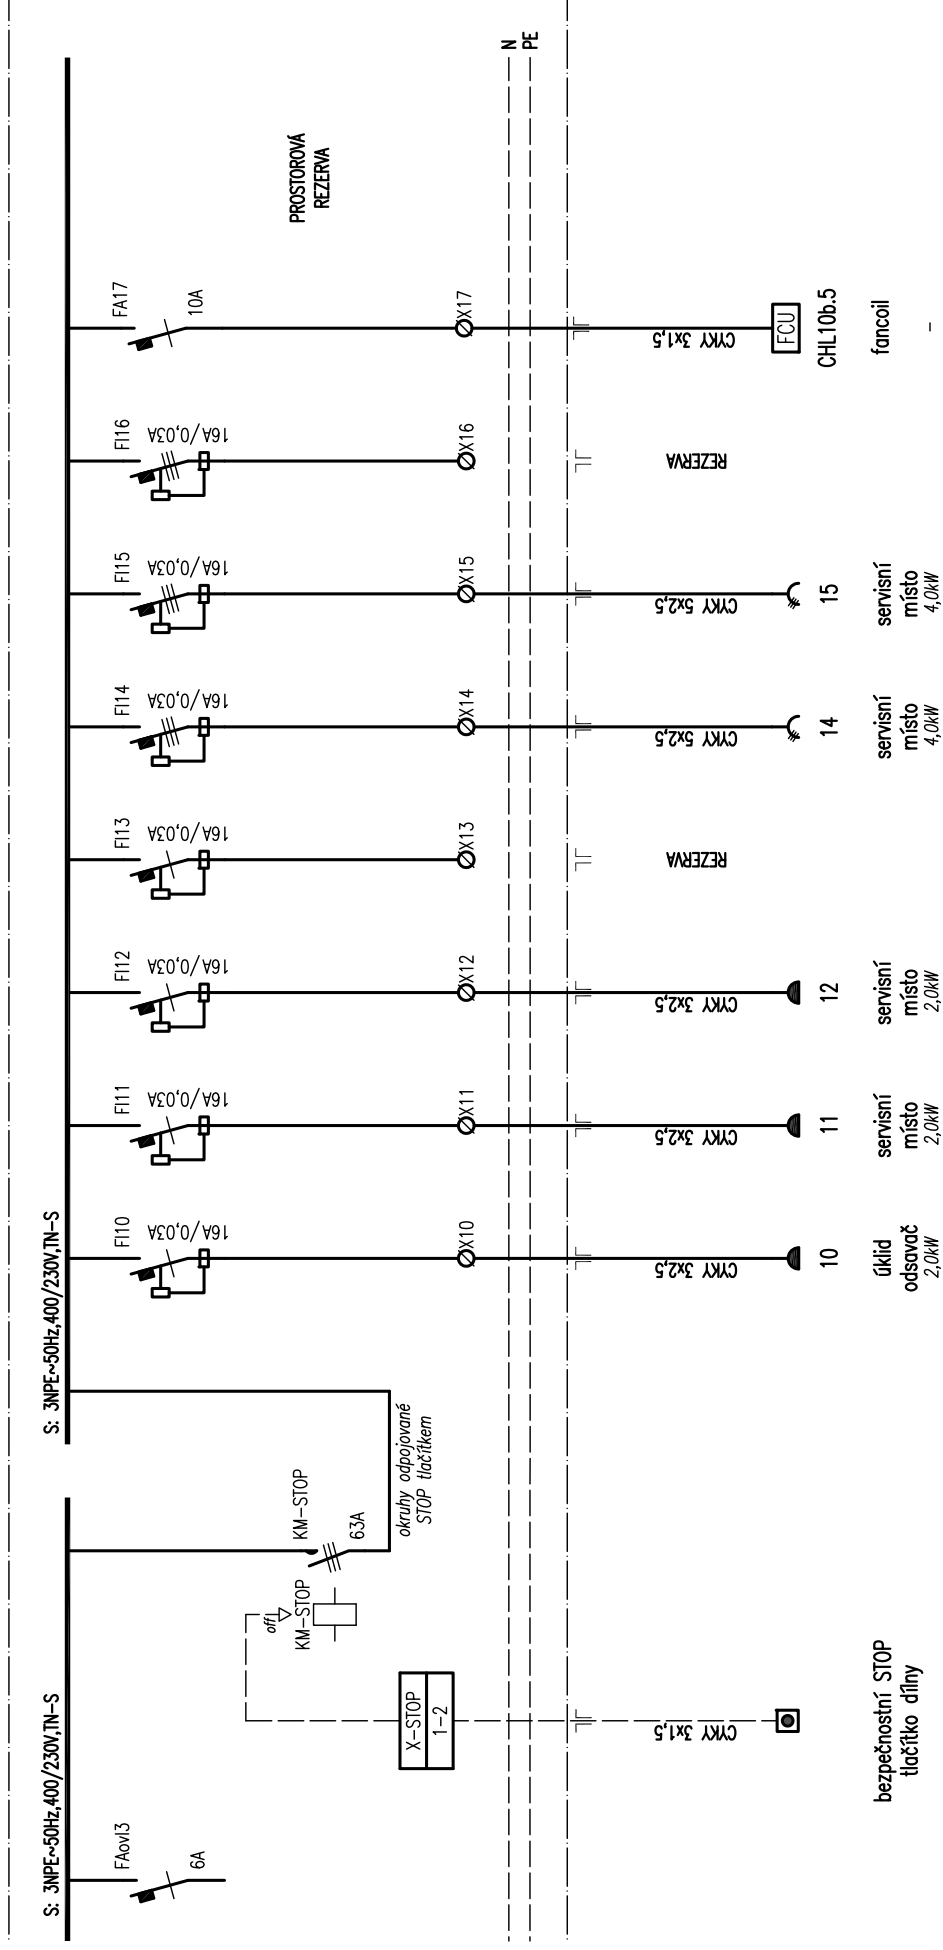 S: 3NPE~50Hz,400/230V,TN-S
FAovl3
6A
X-STOP
1-2
CYKY 3x1,5
bezpečnostní STOP
tlačítko dílny
off
KM-STOP
KM-STOP
63A
okruhy odpojované
STOP tlačítkem
S: 3NPE~50Hz,400/230V,TN-S
FI10
16A/0,03A
X10
CYKY 3x2,5
10
úklid
odsavač
2,0kW
FI11
16A/0,03A
X11
CYKY 3x2,5
11
servisní
místo
2,0kW
FI12
16A/0,03A
X12
CYKY 3x2,5
12
servisní
místo
2,0kW
FI13
16A/0,03A
X13
REZERVA
FI14
16A/0,03A
X14
CYKY 5x2,5
14
servisní
místo
4,0kW
FI15
16A/0,03A
X15
CYKY 5x2,5
15
servisní
místo
4,0kW
FI16
16A/0,03A
X16
REZERVA
FA17
10A
X17
CYKY 3x1,5
FCU
CHL10b.5
fancoil
-
PROSTOROVÁ
REZERVA
N
PE